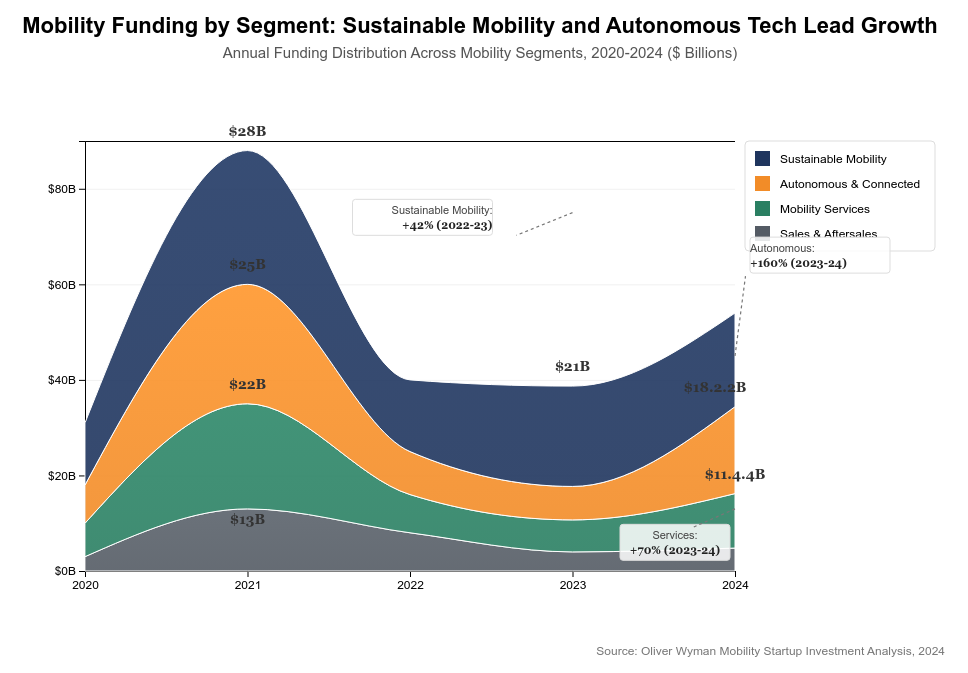 Mobility Funding by Segment: Sustainable Mobility and Autonomous Tech Lead Growth
Annual Funding Distribution Across Mobility Segments, 2020-2024 ($ Billions)
$28B
Sustainable Mobility
Autonomous & Connected
Mobility Services
Sales & Aftersales
$80B
Sustainable Mobility:
+42% (2022-23)
Autonomous:
+160% (2023-24)
$25B
$60B
$21B
$40B
$22B
$18.2.2B
$20B
$11.4.4B
$13B
Services:
+70% (2023-24)
$0B
2020 2021 2022 2023 2024
Source: Oliver Wyman Mobility Startup Investment Analysis, 2024